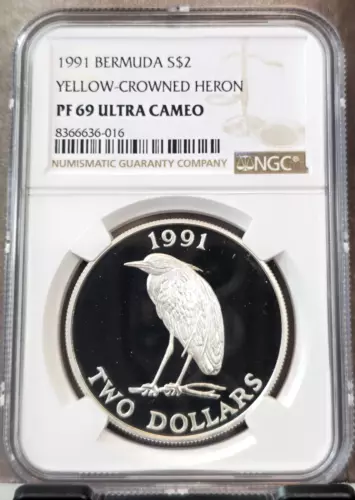 1991 BERMUDA S$2
YELLOW-CROWNED HERON
PF 69 ULTRA CAMEO
8366636-016
NUMISMATIC GUARANTY COMPANY
NGC®
1991
TWO DOLLARS